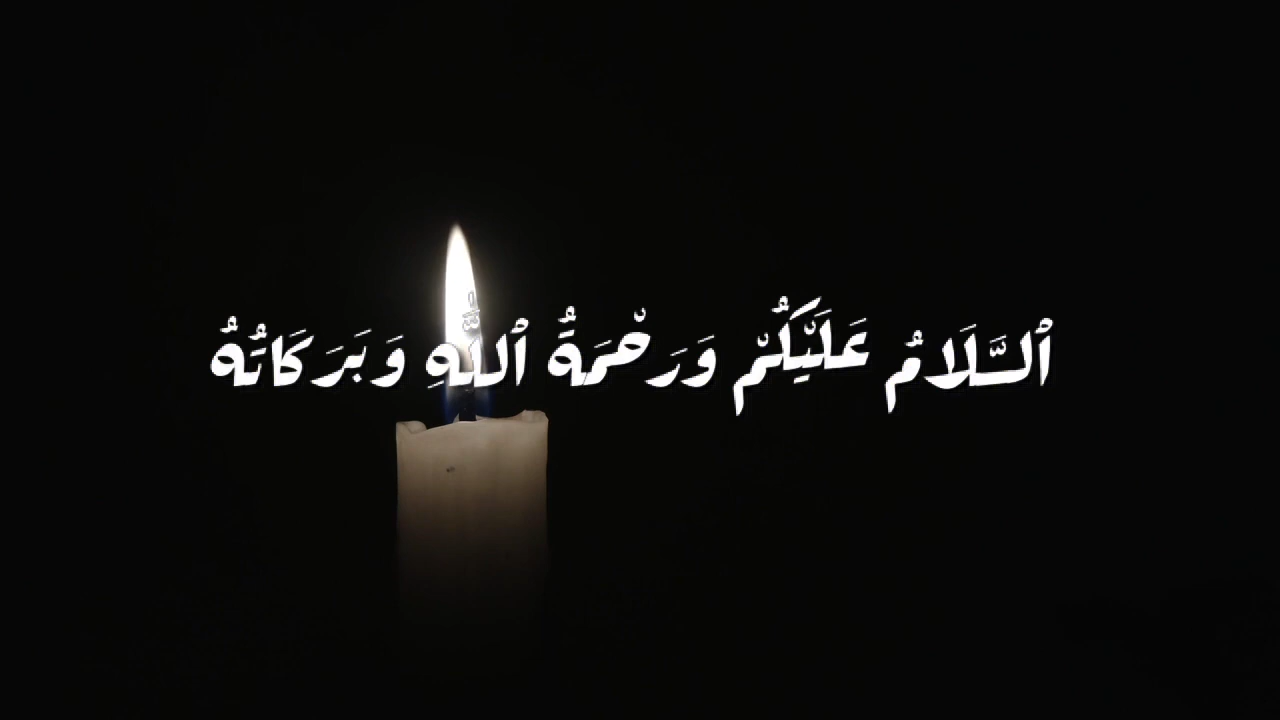 ٱلسَّلَامُ عَلَيْكُمْ وَرَحْمَةُ ٱللَّٰهِ وَبَرَكَاتُهُ